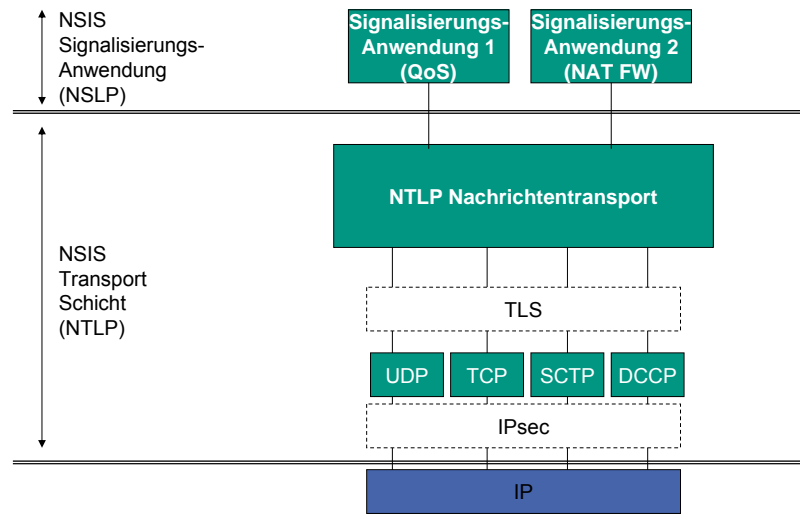 NSIS
Signalisierungs-
Anwendung
(NSLP)
Signalisierungs-
Anwendung 1
(QoS)
Signalisierungs-
Anwendung 2
(NAT FW)
NTLP Nachrichtentransport
NSIS
Transport
Schicht
(NTLP)
TLS
UDP TCP SCTP DCCP
IPsec
IP